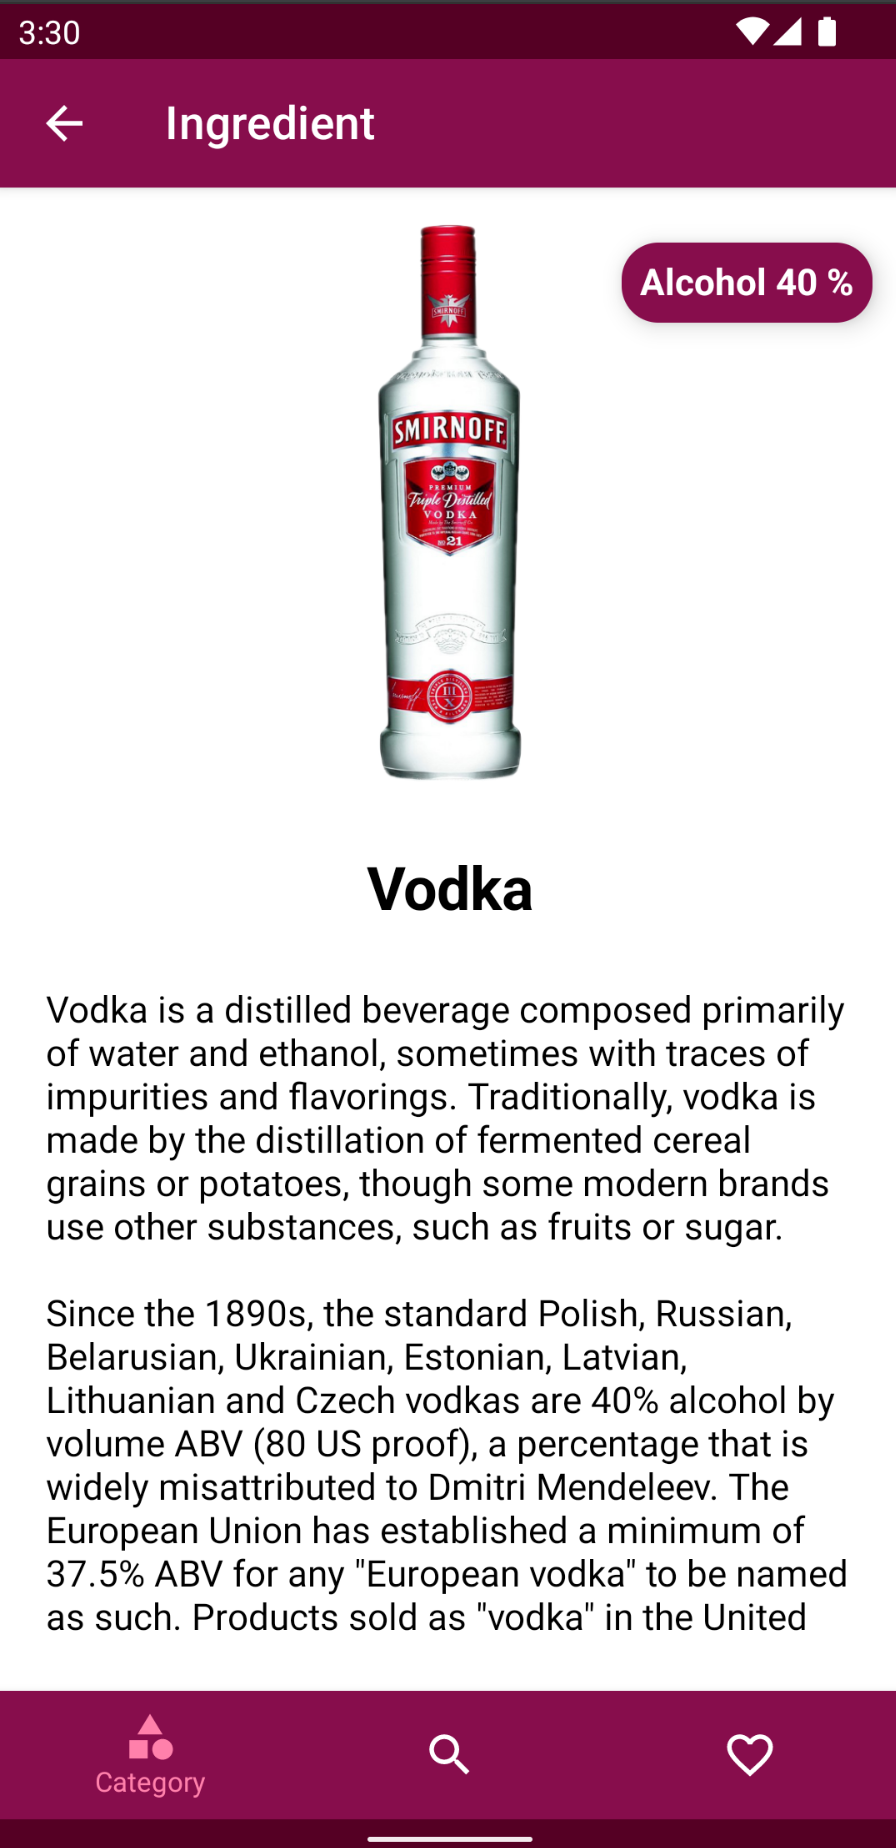 3:30
Ingredient
Alcohol 40 %
SMIRNOFF
SMIRNOFF
PREMIUM
Triple Distilled
VODKA
No 21
Vodka
Vodka is a distilled beverage composed primarily
of water and ethanol, sometimes with traces of
impurities and flavorings. Traditionally, vodka is
made by the distillation of fermented cereal
grains or potatoes, though some modern brands
use other substances, such as fruits or sugar.
Since the 1890s, the standard Polish, Russian,
Belarusian, Ukrainian, Estonian, Latvian,
Lithuanian and Czech vodkas are 40% alcohol by
volume ABV (80 US proof), a percentage that is
widely misattributed to Dmitri Mendeleev. The
European Union has established a minimum of
37.5% ABV for any "European vodka" to be named
as such. Products sold as "vodka" in the United
Category